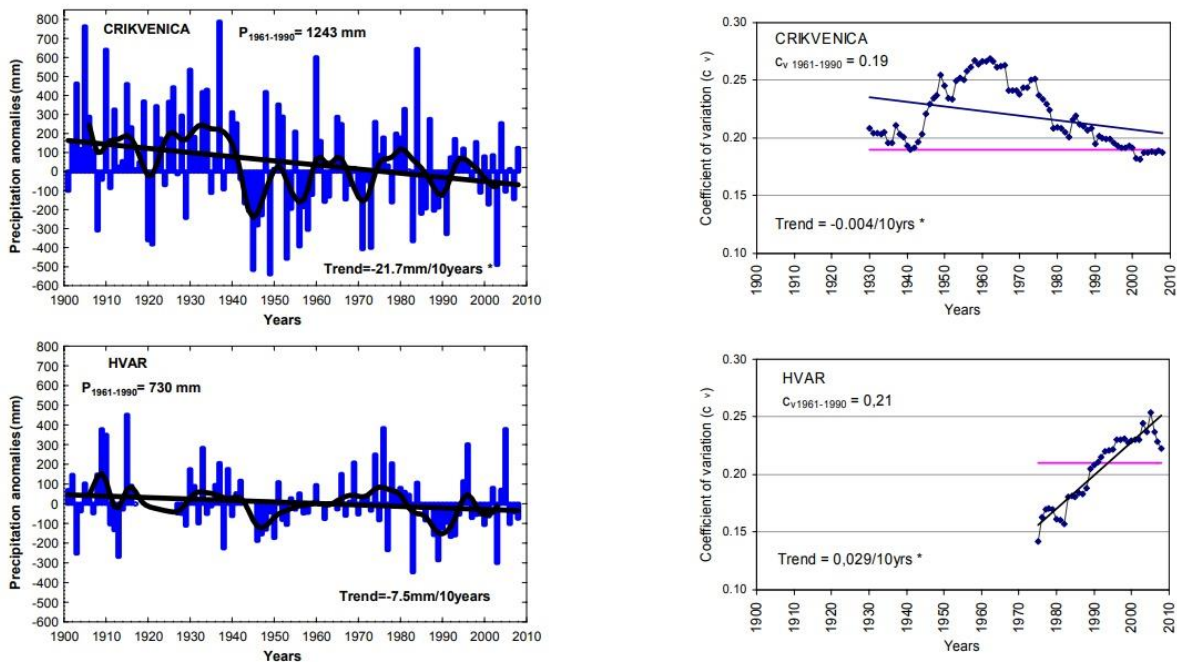 Precipitation anomalies(mm)
800
700
600
500
400
300
200
100
0
-100
-200
-300
-400
-500
-600
CRIKVENICA
P1961-1990= 1243 mm
Trend=-21.7mm/10years *
1900 1910 1920 1930 1940 1950 1960 1970 1980 1990 2000 2010
Years
Coefficient of variation (c v)
0.30
0.25
0.20
0.15
0.10
CRIKVENICA
cv 1961-1990 = 0.19
Trend = -0.004/10yrs *
1900 1910 1920 1930 1940 1950 1960 1970 1980 1990 2000 2010
Years
Precipitation anomalies(mm)
800
700
600
500
400
300
200
100
0
-100
-200
-300
-400
-500
-600
HVAR
P1961-1990= 730 mm
Trend=-7.5mm/10years
1900 1910 1920 1930 1940 1950 1960 1970 1980 1990 2000 2010
Years
Coefficient of variation (c v)
0.30
0.25
0.20
0.15
0.10
HVAR
cv1961-1990 = 0,21
Trend = 0,029/10yrs *
1900 1910 1920 1930 1940 1950 1960 1970 1980 1990 2000 2010
Years